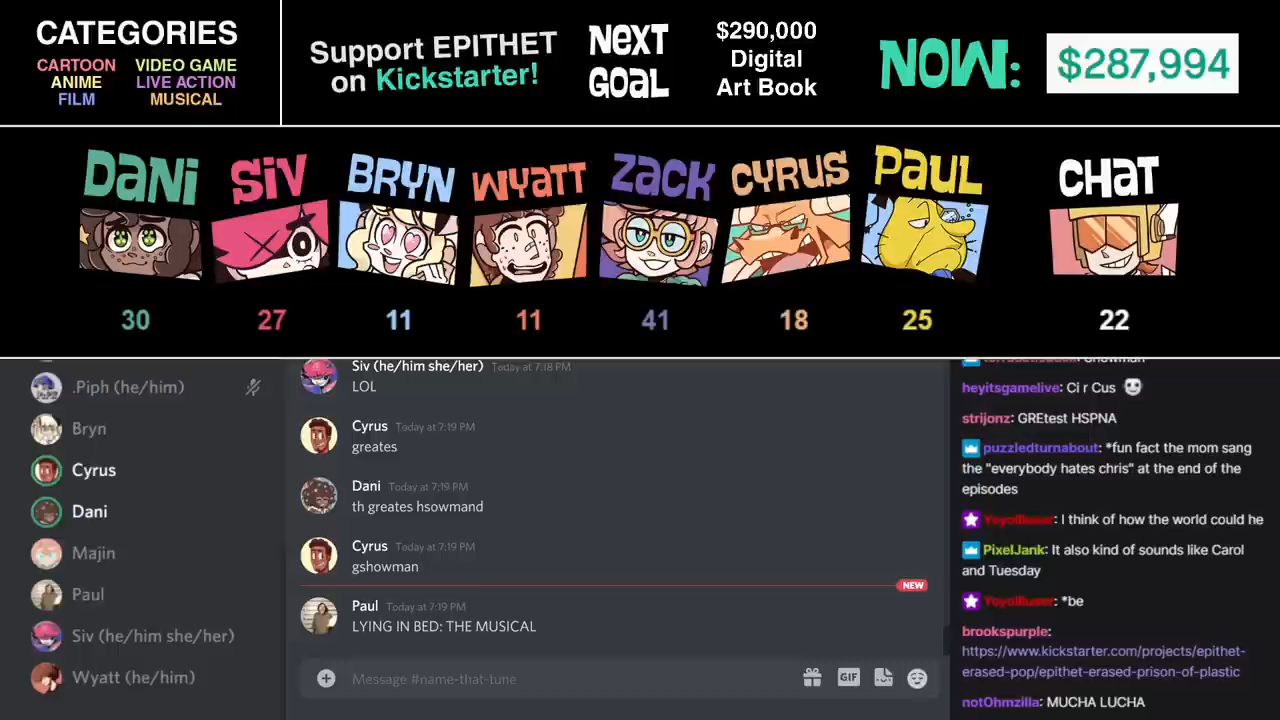 CATEGORIES
CARTOON VIDEO GAME
ANIME LIVE ACTION
FILM MUSICAL
Support EPITHET
on Kickstarter!
NEXT
GOAL
$290,000
Digital
Art Book
NOW:
$287,994
DANI SIV BRYN WYATT ZACK CYRUS PAUL CHAT
30 27 11 11 41 18 25 22
.Piph (he/him)
Bryn
Cyrus
Dani
Majin
Paul
Siv (he/him she/her)
Wyatt (he/him)
Siv (he/him she/her) Today at 7:18 PM
LOL
Cyrus Today at 7:19 PM
greates
Dani Today at 7:19 PM
th greates hsowmand
Cyrus Today at 7:19 PM
gshowman
NEW
Paul Today at 7:19 PM
LYING IN BED: THE MUSICAL
Message #name-that-tune
GIF
heyitsgamelive: Ci r Cus
strijonz: GREtest HSPNA
puzzledturnabout: *fun fact the mom sang
the "everybody hates chris" at the end of the
episodes
I think of how the world could he
PixelJank: It also kind of sounds like Carol
and Tuesday
*be
brookspurple:
https://www.kickstarter.com/projects/epithet-
erased-pop/epithet-erased-prison-of-plastic
notOhmzilla: MUCHA LUCHA